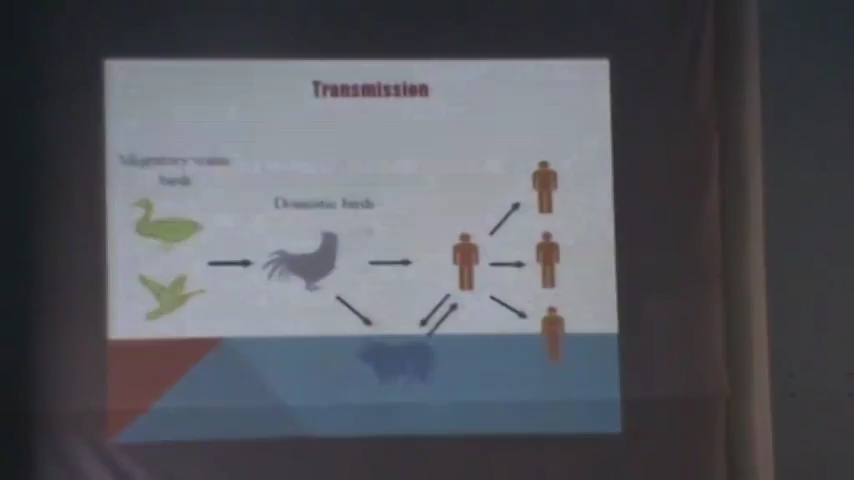 Transmission
Migratory water
birds
Domestic birds